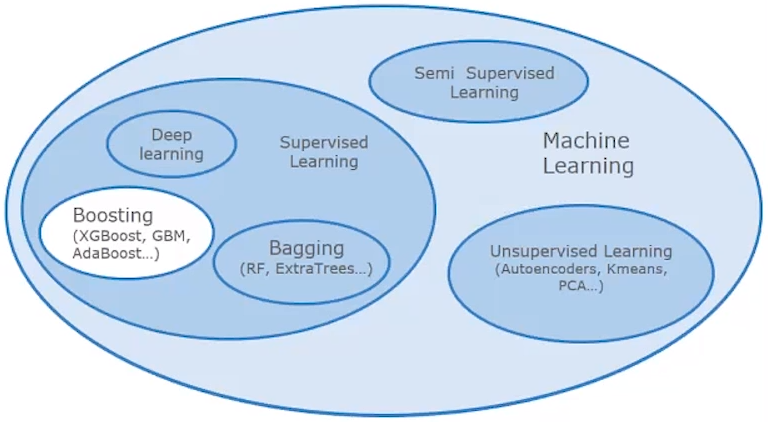 Semi Supervised
Learning
Machine
Learning
Deep
learning
Supervised
Learning
Boosting
(XGBoost, GBM,
AdaBoost...)
Bagging
(RF, ExtraTrees...)
Unsupervised Learning
(Autoencoders, Kmeans,
PCA...)